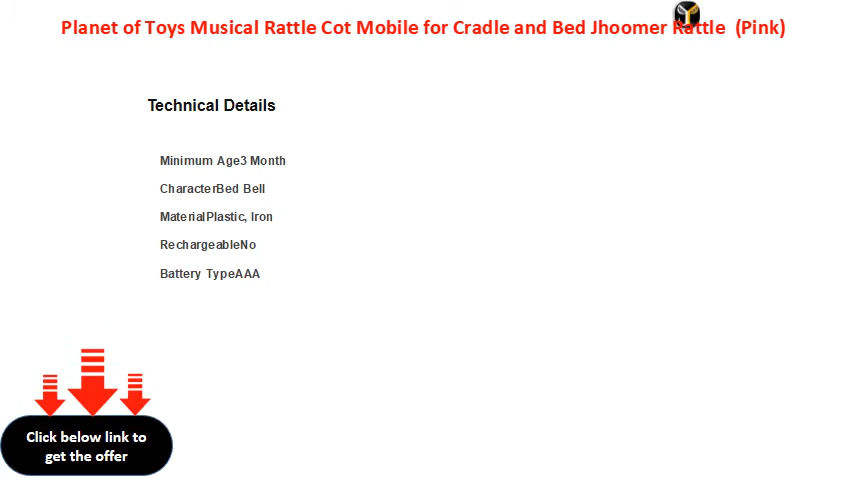 Planet of Toys Musical Rattle Cot Mobile for Cradle and Bed Jhoomer Rattle (Pink)
Technical Details
Minimum Age3 Month
CharacterBed Bell
MaterialPlastic, Iron
RechargeableNo
Battery TypeAAA
Click below link to
get the offer